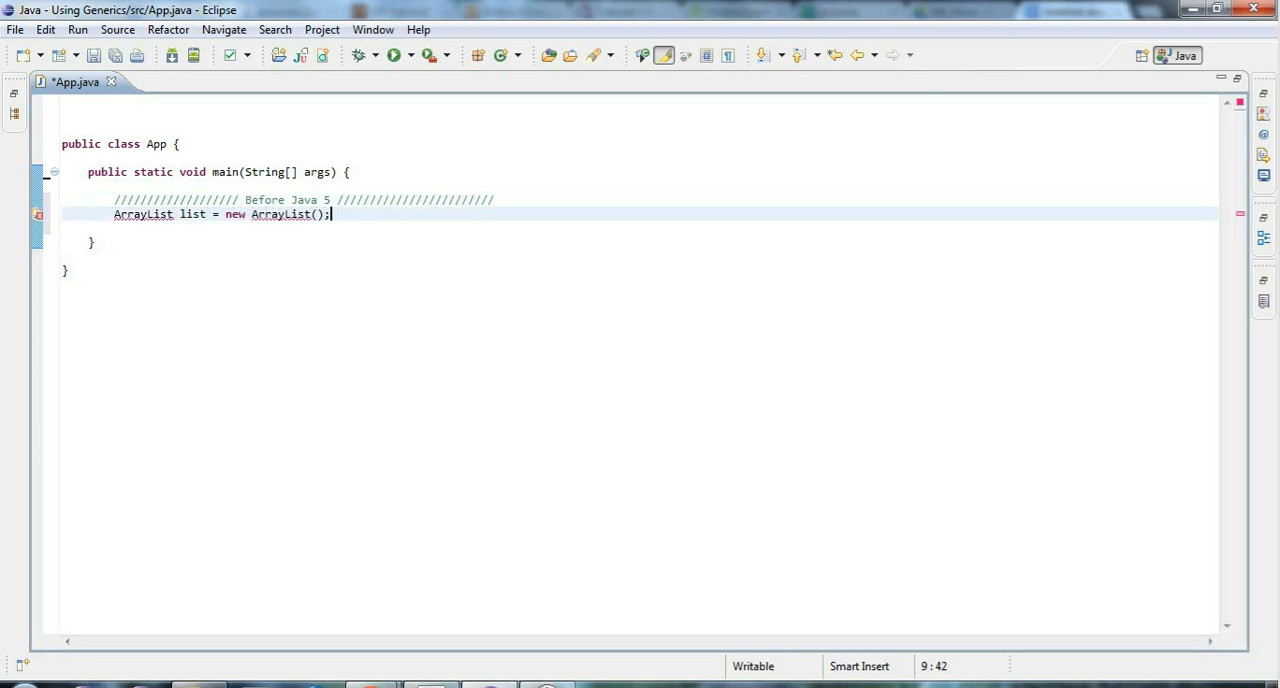 Java - Using Generics/src/App.java - Eclipse
File Edit Run Source Refactor Navigate Search Project Window Help
Java
*App.java
public class App {
public static void main(String[] args) {
/////////////////// Before Java 5 ////////////////////////
ArrayList list = new ArrayList();
}
}
Writable Smart Insert 9 : 42